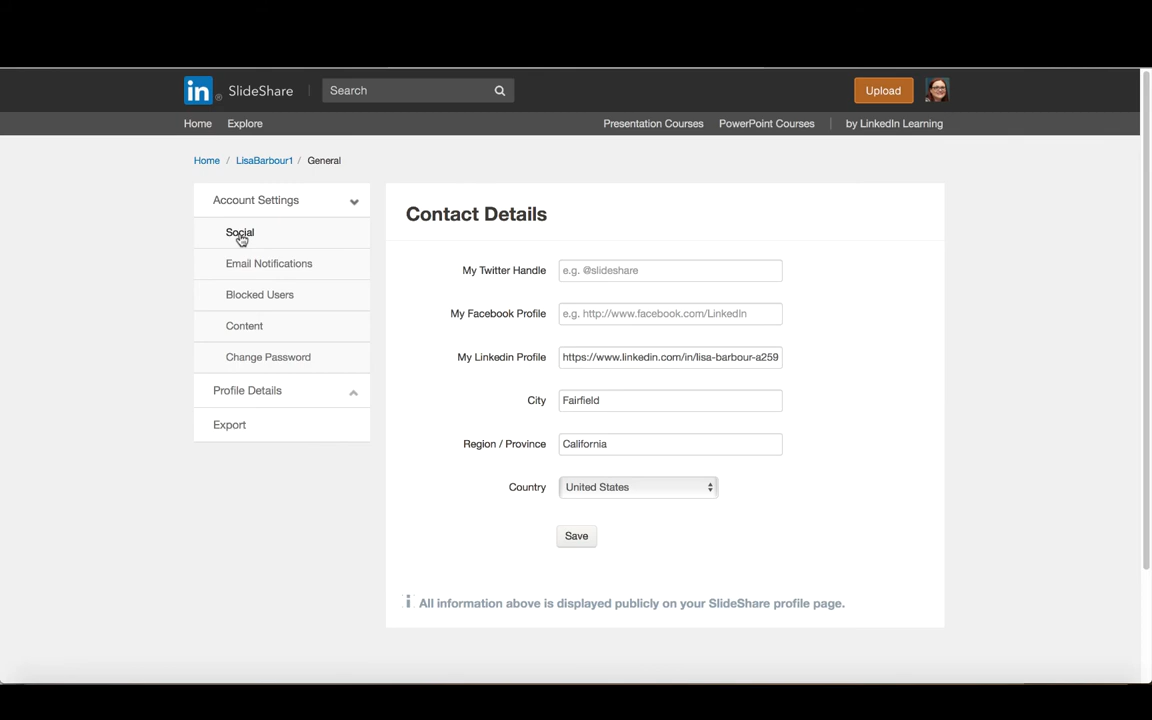 in ® SlideShare Search Upload
Home Explore Presentation Courses PowerPoint Courses by LinkedIn Learning
Home / LisaBarbour1 / General
Account Settings
Social
Email Notifications
Blocked Users
Content
Change Password
Profile Details
Export
Contact Details
My Twitter Handle e.g. @slideshare
My Facebook Profile e.g. http://www.facebook.com/LinkedIn
My Linkedin Profile https://www.linkedin.com/in/lisa-barbour-a259
City Fairfield
Region / Province California
Country United States
Save
i All information above is displayed publicly on your SlideShare profile page.